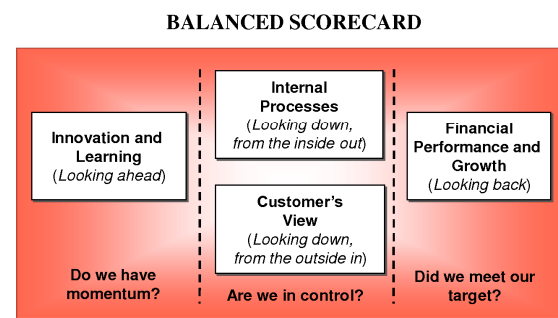 BALANCED SCORECARD
Innovation and
Learning
(Looking ahead)
Do we have
momentum?
Internal
Processes
(Looking down,
from the inside out)
Customer's
View
(Looking down,
from the outside in)
Are we in control?
Financial
Performance and
Growth
(Looking back)
Did we meet our
target?